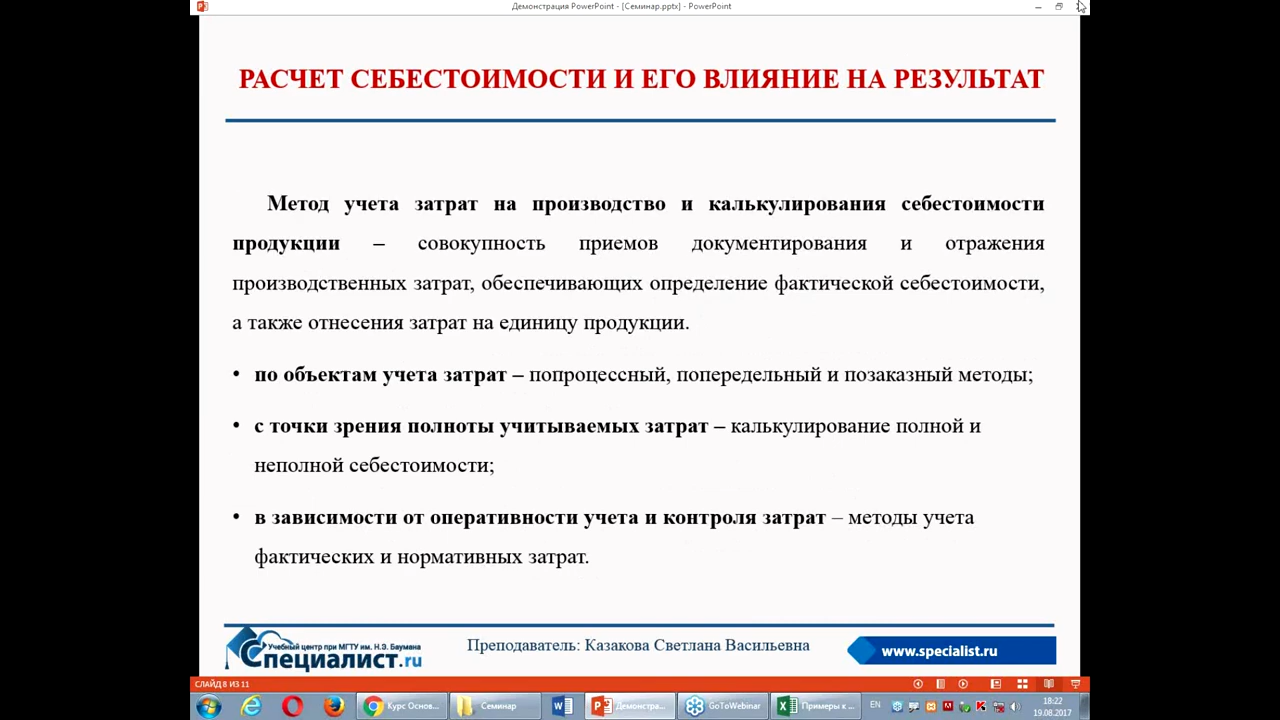 Демонстрация PowerPoint - [Семинар.pptx] - PowerPoint
РАСЧЕТ СЕБЕСТОИМОСТИ И ЕГО ВЛИЯНИЕ НА РЕЗУЛЬТАТ
Метод учета затрат на производство и калькулирования себестоимости
продукции – совокупность приемов документирования и отражения
производственных затрат, обеспечивающих определение фактической себестоимости,
а также отнесения затрат на единицу продукции.
• по объектам учета затрат – попроцессный, попередельный и позаказный методы;
• с точки зрения полноты учитываемых затрат – калькулирование полной и
неполной себестоимости;
• в зависимости от оперативности учета и контроля затрат – методы учета
фактических и нормативных затрат.
Учебный центр при МГТУ им. Н.Э. Баумана
Специалист.ru
Преподаватель: Казакова Светлана Васильевна
www.specialist.ru
СЛАЙД 8 ИЗ 11
Курс Основ...
Семинар
Демонстра...
GoToWebinar
Примеры к ...
EN
18:22
19.08.2017